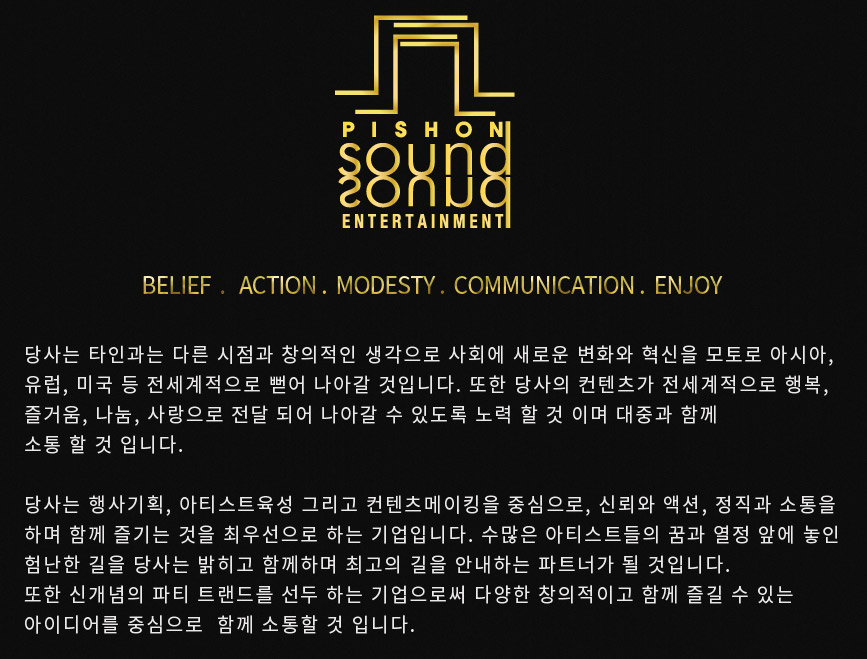 PISHON
sound
sound
ENTERTAINMENT
BELIEF . ACTION . MODESTY . COMMUNICATION . ENJOY
당사는 타인과는 다른 시점과 창의적인 생각으로 사회에 새로운 변화와 혁신을 모토로 아시아,
유럽, 미국 등 전세계적으로 뻗어 나아갈 것입니다. 또한 당사의 컨텐츠가 전세계적으로 행복,
즐거움, 나눔, 사랑으로 전달 되어 나아갈 수 있도록 노력 할 것 이며 대중과 함께
소통 할 것 입니다.
당사는 행사기획, 아티스트육성 그리고 컨텐츠메이킹을 중심으로, 신뢰와 액션, 정직과 소통을
하며 함께 즐기는 것을 최우선으로 하는 기업입니다. 수많은 아티스트들의 꿈과 열정 앞에 놓인
험난한 길을 당사는 밝히고 함께하며 최고의 길을 안내하는 파트너가 될 것입니다.
또한 신개념의 파티 트랜드를 선두 하는 기업으로써 다양한 창의적이고 함께 즐길 수 있는
아이디어를 중심으로 함께 소통할 것 입니다.